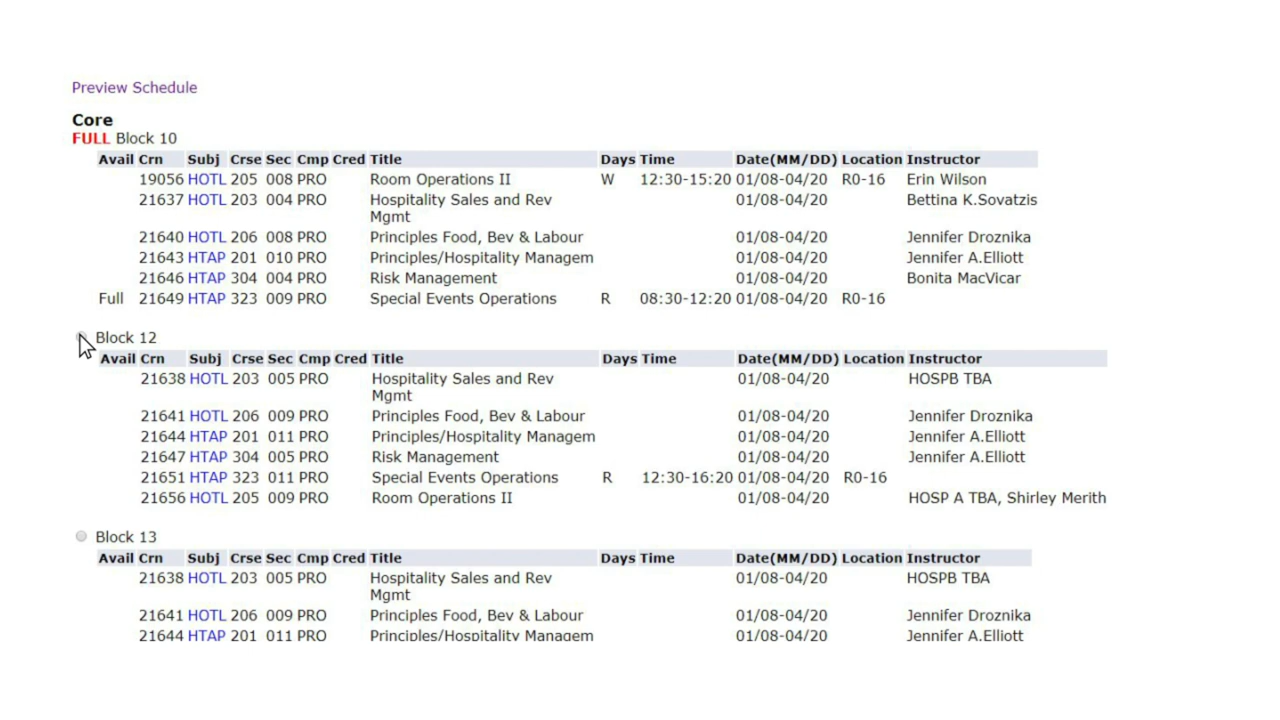 Preview Schedule
Core
FULL Block 10
Avail Crn Subj Crse Sec Cmp Cred Title Days Time Date(MM/DD) Location Instructor
19056 HOTL 205 008 PRO Room Operations II W 12:30-15:20 01/08-04/20 R0-16 Erin Wilson
21637 HOTL 203 004 PRO Hospitality Sales and Rev 01/08-04/20 Bettina K.Sovatzis
Mgmt
21640 HOTL 206 008 PRO Principles Food, Bev & Labour 01/08-04/20 Jennifer Droznika
21643 HTAP 201 010 PRO Principles/Hospitality Managem 01/08-04/20 Jennifer A.Elliott
21646 HTAP 304 004 PRO Risk Management 01/08-04/20 Bonita MacVicar
Full 21649 HTAP 323 009 PRO Special Events Operations R 08:30-12:20 01/08-04/20 R0-16
Block 12
Avail Crn Subj Crse Sec Cmp Cred Title Days Time Date(MM/DD) Location Instructor
21638 HOTL 203 005 PRO Hospitality Sales and Rev 01/08-04/20 HOSPB TBA
Mgmt
21641 HOTL 206 009 PRO Principles Food, Bev & Labour 01/08-04/20 Jennifer Droznika
21644 HTAP 201 011 PRO Principles/Hospitality Managem 01/08-04/20 Jennifer A.Elliott
21647 HTAP 304 005 PRO Risk Management 01/08-04/20 Jennifer A.Elliott
21651 HTAP 323 011 PRO Special Events Operations R 12:30-16:20 01/08-04/20 R0-16
21656 HOTL 205 009 PRO Room Operations II 01/08-04/20 HOSP A TBA, Shirley Merith
Block 13
Avail Crn Subj Crse Sec Cmp Cred Title Days Time Date(MM/DD) Location Instructor
21638 HOTL 203 005 PRO Hospitality Sales and Rev 01/08-04/20 HOSPB TBA
Mgmt
21641 HOTL 206 009 PRO Principles Food, Bev & Labour 01/08-04/20 Jennifer Droznika
21644 HTAP 201 011 PRO Principles/Hospitality Managem 01/08-04/20 Jennifer A.Elliott